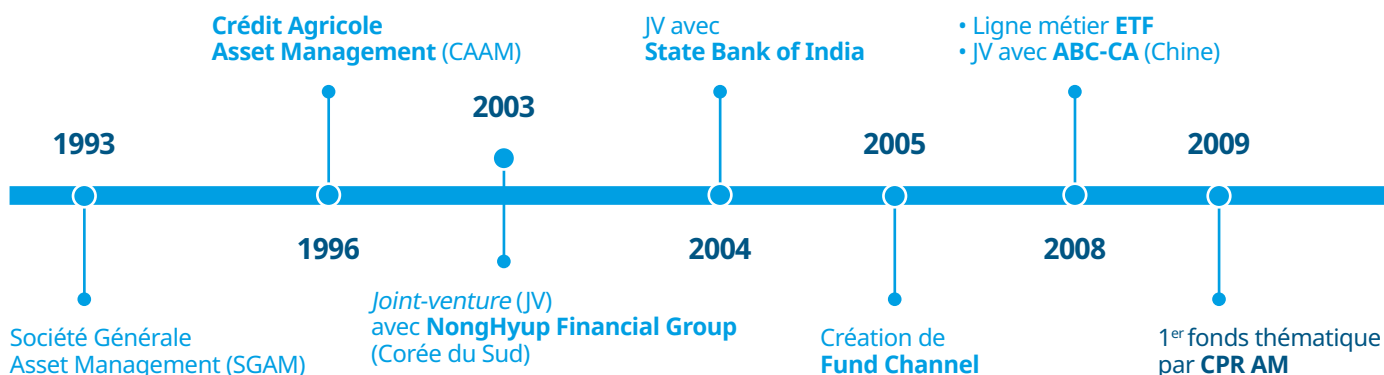 Crédit Agricole
Asset Management (CAAM)
JV avec
State Bank of India
• Ligne métier ETF
• JV avec ABC-CA (Chine)
2003
1993
2005
2009
1996
2004
2008
Société Générale
Asset Management (SGAM)
Joint-venture (JV)
avec NongHyup Financial Group
(Corée du Sud)
Création de
Fund Channel
1er fonds thématique
par CPR AM